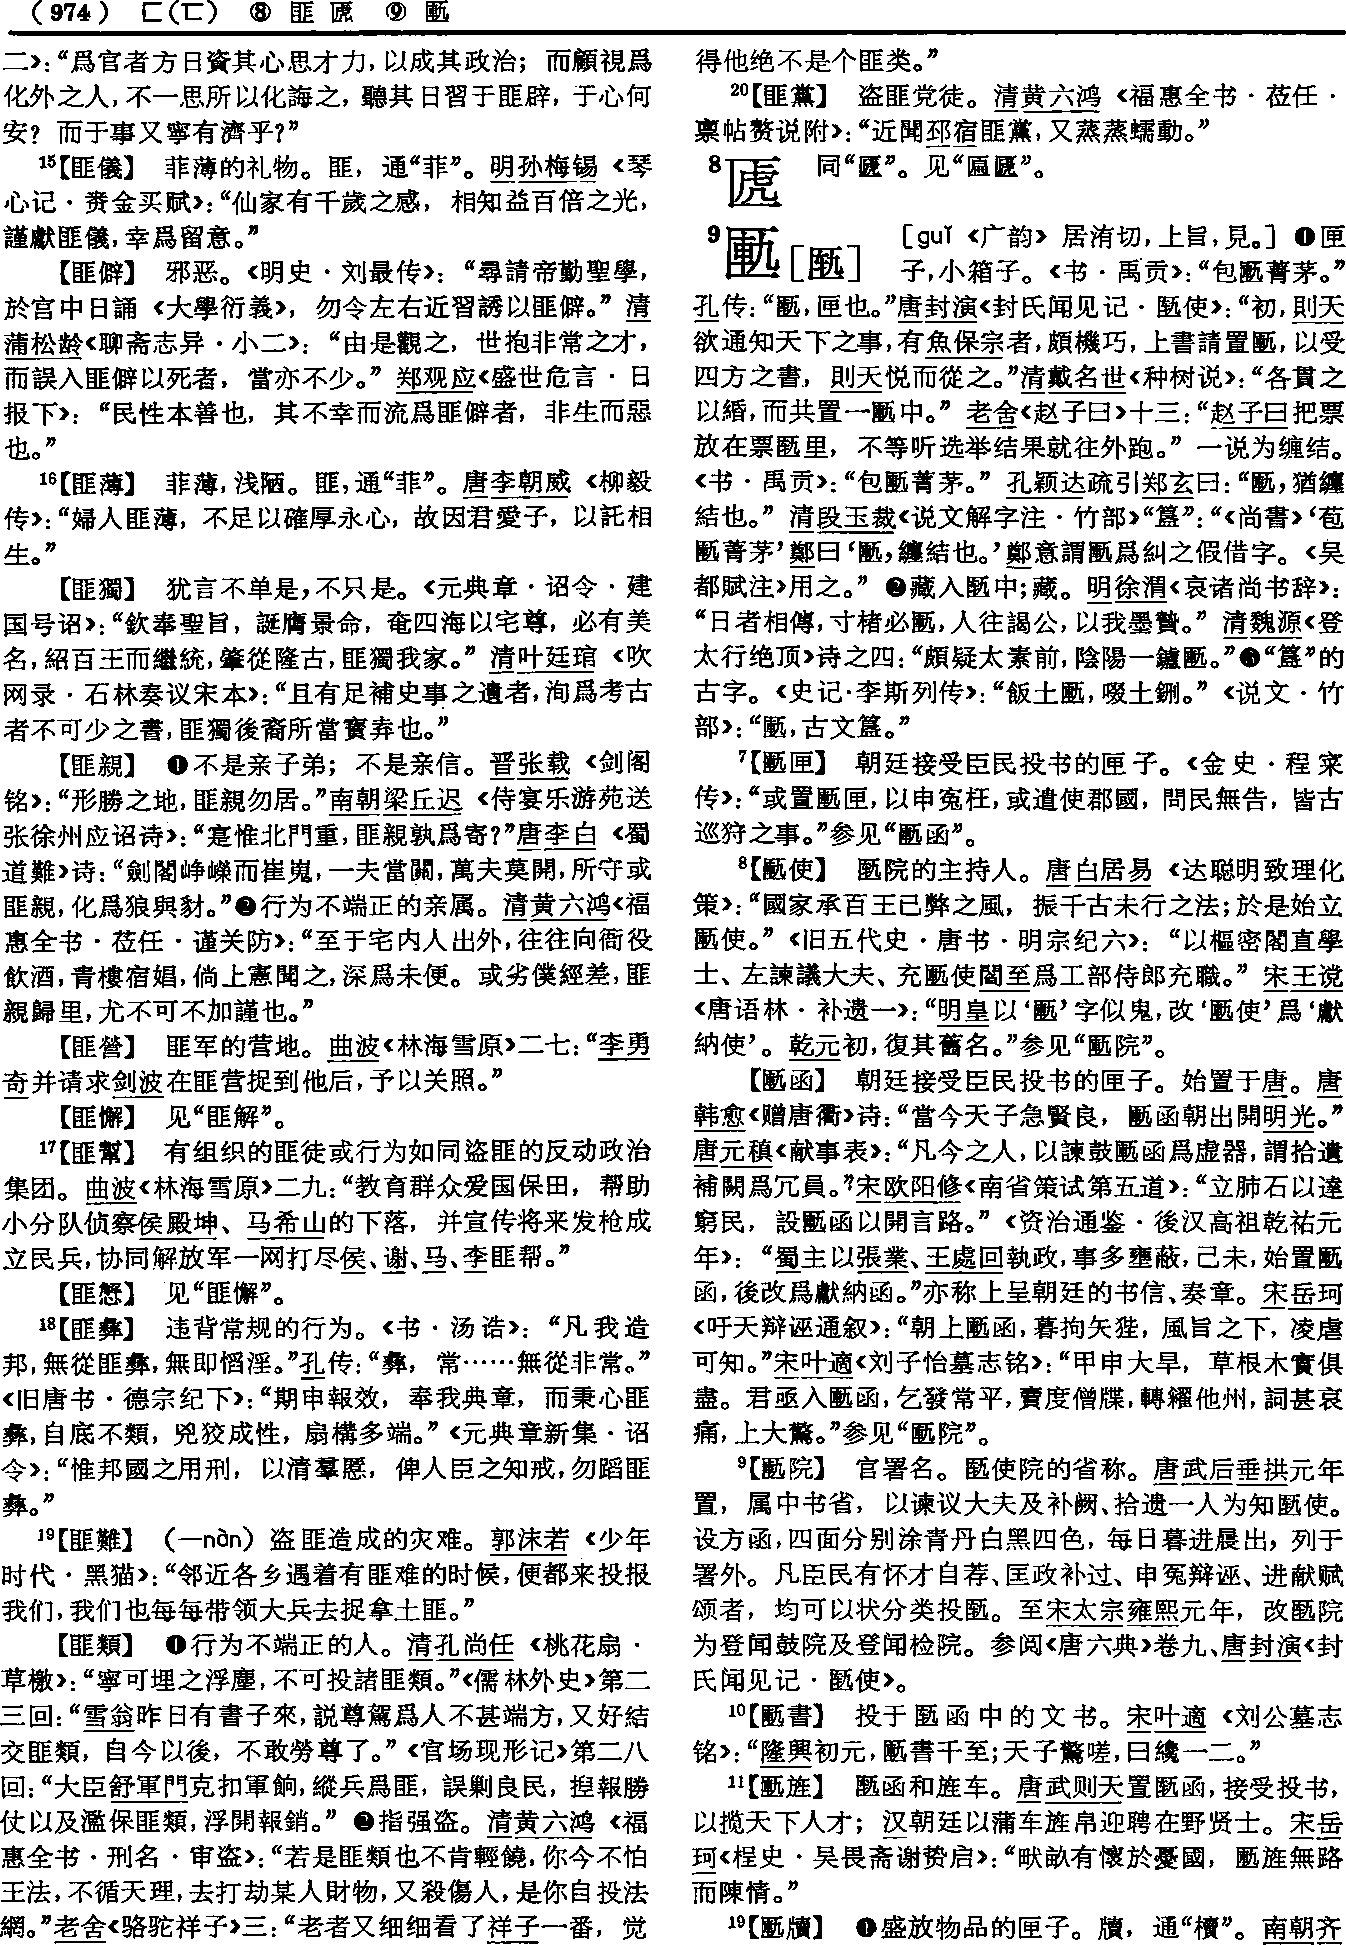 (974) 匚(匸) ⑧ 匪 㡴 ⑨ 匭
二》：“爲官者方日資其心思才力，以成其政治；而顧視爲
化外之人，不一思所以化誨之，聽其日習于匪辟，于心何
安？而于事又寧有濟乎？”
15【匪儀】 菲薄的礼物。匪，通“菲”。明孙梅锡《琴
心记·赉金买赋》：“仙家有千歲之感，相知益百倍之光，
謹獻匪儀，幸爲留意。”
【匪僻】 邪恶。《明史·刘最传》：“尋請帝勤聖學，
於宫中日誦《大學衍義》，勿令左右近習誘以匪僻。”清
蒲松龄《聊斋志异·小二》：“由是觀之，世抱非常之才，
而誤入匪僻以死者，當亦不少。”郑观应《盛世危言·日
报下》：“民性本善也，其不幸而流爲匪僻者，非生而惡
也。”
16【匪薄】 菲薄，浅陋。匪，通“菲”。唐李朝威《柳毅
传》：“婦人匪薄，不足以確厚永心，故因君愛子，以託相
生。”
【匪獨】 犹言不单是，不只是。《元典章·诏令·建
国号诏》：“欽奉聖旨，誕膺景命，奄四海以宅尊，必有美
名，紹百王而繼統，肇從隆古，匪獨我家。”清叶廷琯《吹
网录·石林奏议宋本》：“且有足補史事之遺者，洵爲考古
者不可少之書，匪獨後裔所當寶弆也。”
【匪親】 ❶不是亲子弟；不是亲信。晋张载《剑阁
铭》：“形勝之地，匪親勿居。”南朝梁丘迟《侍宴乐游苑送
张徐州应诏诗》：“寔惟北門重，匪親孰爲寄？”唐李白《蜀
道難》诗：“劍閣峥嶸而崔嵬，一夫當關，萬夫莫開，所守或
匪親，化爲狼與豺。”❷行为不端正的亲属。清黄六鸿《福
惠全书·莅任·谨关防》：“至于宅内人出外，往往向衙役
飲酒，青樓宿娼，倘上憲聞之，深爲未便。或劣僕經差，匪
親歸里，尤不可不加謹也。”
【匪營】 匪军的营地。曲波《林海雪原》二七：“李勇
奇并请求剑波在匪营捉到他后，予以关照。”
【匪懈】 见“匪解”。
17【匪幫】 有组织的匪徒或行为如同盗匪的反动政治
集团。曲波《林海雪原》二九：“教育群众爱国保田，帮助
小分队侦察侯殿坤、马希山的下落，并宣传将来发枪成
立民兵，协同解放军一网打尽侯、谢、马、李匪帮。”
【匪懸】 见“匪懈”。
18【匪彝】 违背常规的行为。《书·汤诰》：“凡我造
邦，無從匪彝，無即慆淫。”孔传：“彝，常……無從非常。”
《旧唐书·德宗纪下》：“期申報效，奉我典章，而秉心匪
彝，自底不類，兇狡成性，扇構多端。”《元典章新集·诏
令》：“惟邦國之用刑，以清羣慝，俾人臣之知戒，勿蹈匪
彝。”
19【匪難】 （—nàn）盗匪造成的灾难。郭沫若《少年
时代·黑猫》：“邻近各乡遇着有匪难的时候，便都来投报
我们，我们也每每带领大兵去捉拿土匪。”
【匪類】 ❶行为不端正的人。清孔尚任《桃花扇·
草檄》：“寧可埋之浮塵，不可投諸匪類。”《儒林外史》第二
三回：“雪翁昨日有書子來，説尊駕爲人不甚端方，又好結
交匪類，自今以後，不敢勞尊了。”《官场现形记》第二八
回：“大臣舒軍門克扣軍餉，縱兵爲匪，誤剿良民，捏報勝
仗以及濫保匪類，浮開報銷。”❷指强盗。清黄六鸿《福
惠全书·刑名·审盗》：“若是匪類也不肯輕饒，你今不怕
王法，不循天理，去打劫某人財物，又殺傷人，是你自投法
網。”老舍《骆驼祥子》三：“老者又细细看了祥子一番，觉
得他绝不是个匪类。”
20【匪黨】 盗匪党徒。清黄六鸿《福惠全书·莅任·
禀帖赘说附》：“近聞邳宿匪黨，又蒸蒸蠕動。”
8 㡴 同“匾”。见“匾匾”。
9 匭［匦］ ［guǐ《广韵》居洧切，上旨，見。］❶匣
子，小箱子。《书·禹贡》：“包匭菁茅。”
孔传：“匭，匣也。”唐封演《封氏闻见记·匦使》：“初，則天
欲通知天下之事，有魚保宗者，頗機巧，上書請置匭，以受
四方之書，則天悦而從之。”清戴名世《种树说》：“各貫之
以緡，而共置一匭中。”老舍《赵子曰》十三：“赵子曰把票
放在票匦里，不等听选举结果就往外跑。”一说为缠结。
《书·禹贡》：“包匭菁茅。”孔颖达疏引郑玄曰：“匭，猶纏
結也。”清段玉裁《说文解字注·竹部》“簋”：“《尚書》‘苞
匭菁茅’鄭曰‘匭，纏結也。’鄭意謂匭爲糾之假借字。《吴
都賦注》用之。”❷藏入匦中；藏。明徐渭《哀诸尚书辞》：
“日者相傳，寸楮必匭，人往謁公，以我墨贄。”清魏源《登
太行绝顶》诗之四：“頗疑太素前，陰陽一鑪匭。”❸“簋”的
古字。《史记·李斯列传》：“飯土匭，啜土鉶。”《说文·竹
部》：“匭，古文簋。”
7【匭匣】 朝廷接受臣民投书的匣子。《金史·程寀
传》：“或置匭匣，以申寃枉，或遣使郡國，問民無告，皆古
巡狩之事。”参见“匭函”。
8【匭使】 匦院的主持人。唐白居易《达聪明致理化
策》：“國家承百王已弊之風，振千古未行之法；於是始立
匭使。”《旧五代史·唐书·明宗纪六》：“以樞密閣直學
士、左諫議大夫、充匭使閻至爲工部侍郎充職。”宋王谠
《唐语林·补遗一》：“明皇以‘匭’字似鬼，改‘匭使’爲‘獻
納使’。乾元初，復其舊名。”参见“匭院”。
【匭函】 朝廷接受臣民投书的匣子。始置于唐。唐
韩愈《赠唐衢》诗：“當今天子急賢良，匭函朝出開明光。”
唐元稹《献事表》：“凡今之人，以諫鼓匭函爲虚器，謂拾遺
補闕爲冗員。”宋欧阳修《南省策试第五道》：“立肺石以達
窮民，設匭函以開言路。”《资治通鉴·後汉高祖乾祐元
年》：“蜀主以張業、王處回執政，事多壅蔽，己未，始置匭
函，後改爲獻納函。”亦称上呈朝廷的书信、奏章。宋岳珂
《吁天辩诬通叙》：“朝上匭函，暮拘矢狴，風旨之下，凌虐
可知。”宋叶適《刘子怡墓志铭》：“甲申大旱，草根木實俱
盡。君亟入匭函，乞發常平，賣度僧牒，轉糴他州，詞甚哀
痛，上大驚。”参见“匭院”。
9【匭院】 官署名。匦使院的省称。唐武后垂拱元年
置，属中书省，以谏议大夫及补阙、拾遗一人为知匦使。
设方函，四面分别涂青丹白黑四色，每日暮进晨出，列于
署外。凡臣民有怀才自荐、匡政补过、申冤辩诬、进献赋
颂者，均可以状分类投匦。至宋太宗雍熙元年，改匦院
为登闻鼓院及登闻检院。参阅《唐六典》卷九、唐封演《封
氏闻见记·匦使》。
10【匭書】 投于匦函中的文书。宋叶適《刘公墓志
铭》：“隆興初元，匭書千至；天子驚嗟，曰纔一二。”
11【匭旌】 匦函和旌车。唐武则天置匦函，接受投书，
以揽天下人才；汉朝廷以蒲车旌帛迎聘在野贤士。宋岳
珂《桯史·吴畏斋谢贽启》：“畎畝有懷於憂國，匭旌無路
而陳情。”
19【匭牘】 ❶盛放物品的匣子。牘，通“櫝”。南朝齐